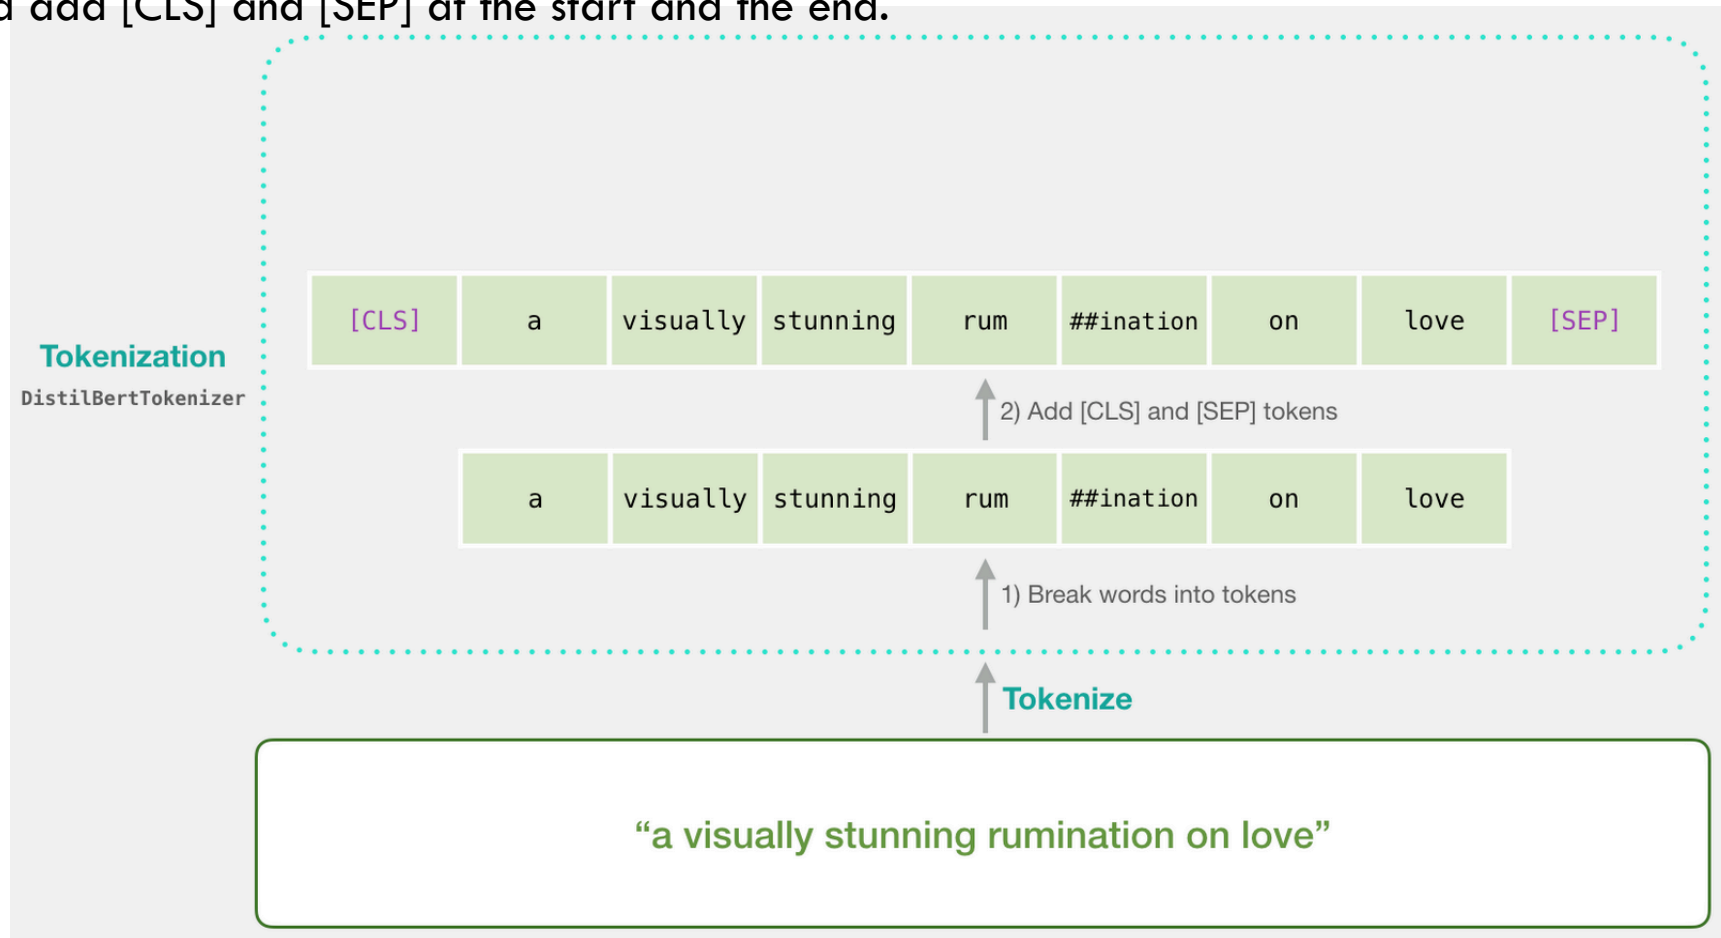 add [CLS] and [SEP] at the start and the end.
[CLS] a visually stunning rum ##ination on love [SEP]
Tokenization
DistilBertTokenizer
2) Add [CLS] and [SEP] tokens
a visually stunning rum ##ination on love
1) Break words into tokens
Tokenize
“a visually stunning rumination on love”